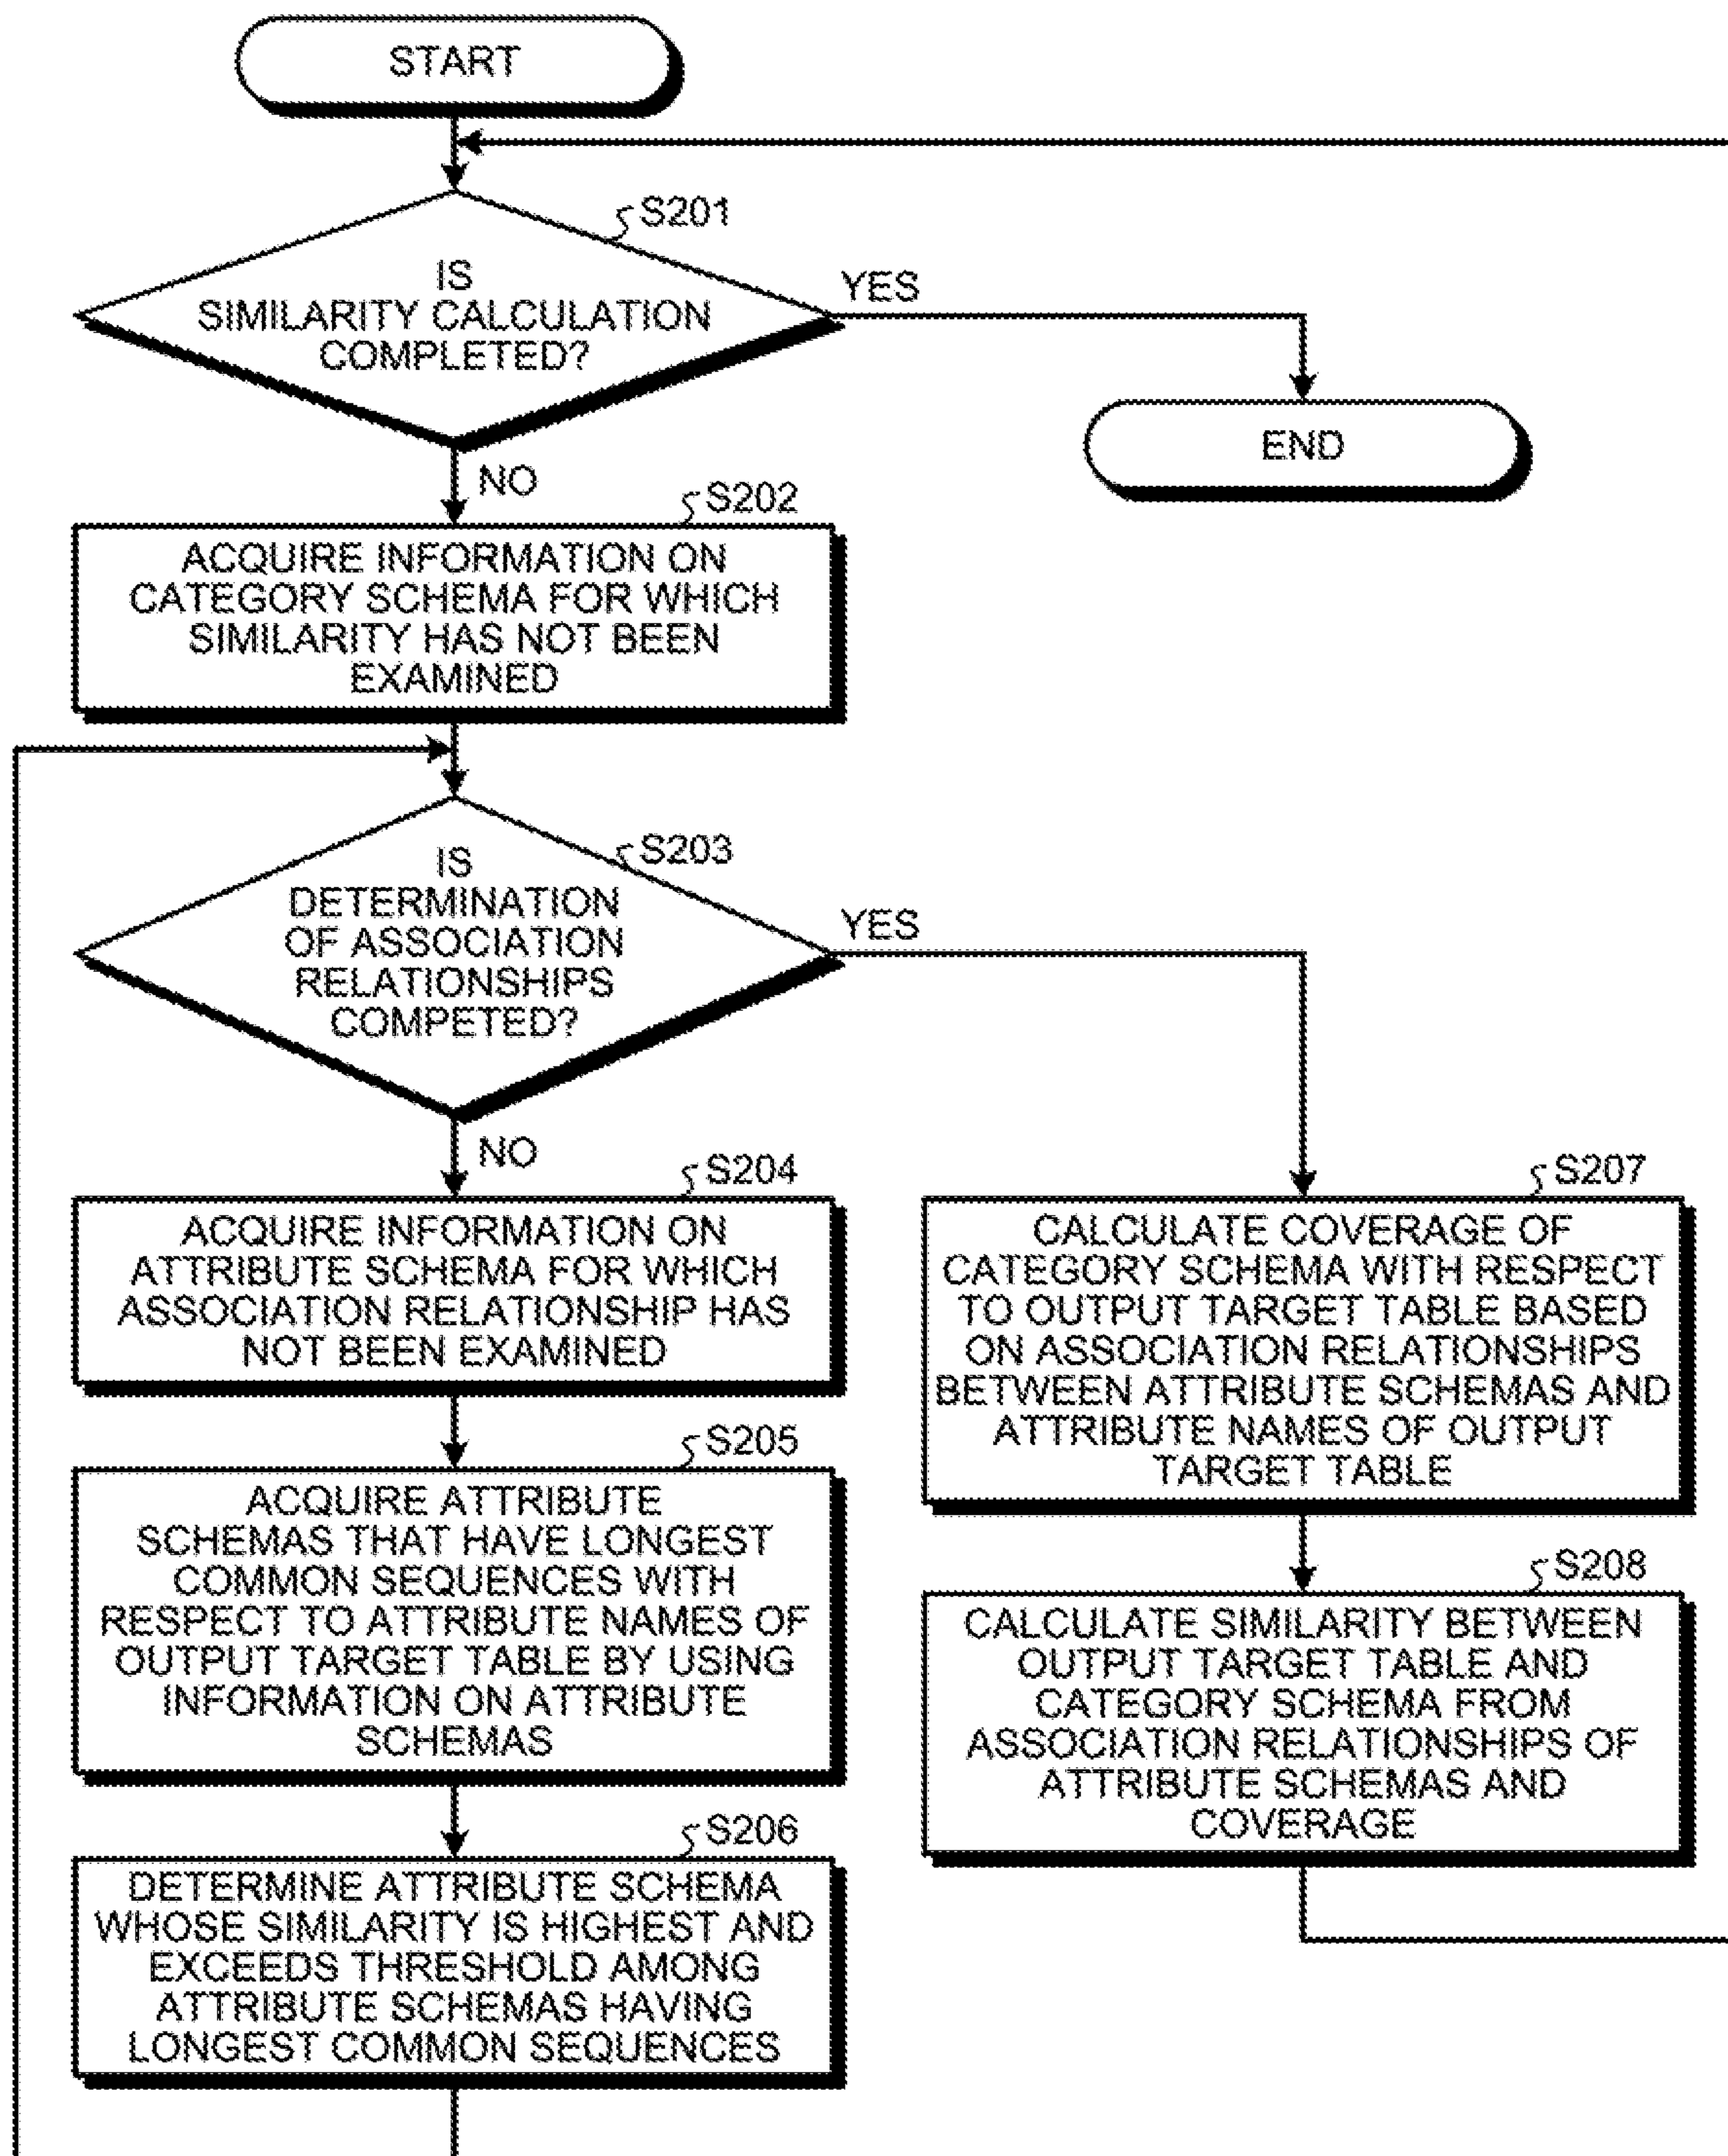 START
S201
IS
SIMILARITY CALCULATION
COMPLETED?
YES
END
NO
S202
ACQUIRE INFORMATION ON
CATEGORY SCHEMA FOR WHICH
SIMILARITY HAS NOT BEEN
EXAMINED
S203
IS
DETERMINATION
OF ASSOCIATION
RELATIONSHIPS
COMPETED?
YES
NO
S204
ACQUIRE INFORMATION ON
ATTRIBUTE SCHEMA FOR WHICH
ASSOCIATION RELATIONSHIP HAS
NOT BEEN EXAMINED
S205
ACQUIRE ATTRIBUTE
SCHEMAS THAT HAVE LONGEST
COMMON SEQUENCES WITH
RESPECT TO ATTRIBUTE NAMES OF
OUTPUT TARGET TABLE BY USING
INFORMATION ON ATTRIBUTE
SCHEMAS
S206
DETERMINE ATTRIBUTE SCHEMA
WHOSE SIMILARITY IS HIGHEST AND
EXCEEDS THRESHOLD AMONG
ATTRIBUTE SCHEMAS HAVING
LONGEST COMMON SEQUENCES
S207
CALCULATE COVERAGE OF
CATEGORY SCHEMA WITH RESPECT
TO OUTPUT TARGET TABLE BASED
ON ASSOCIATION RELATIONSHIPS
BETWEEN ATTRIBUTE SCHEMAS AND
ATTRIBUTE NAMES OF OUTPUT
TARGET TABLE
S208
CALCULATE SIMILARITY BETWEEN
OUTPUT TARGET TABLE AND
CATEGORY SCHEMA FROM
ASSOCIATION RELATIONSHIPS OF
ATTRIBUTE SCHEMAS AND
COVERAGE